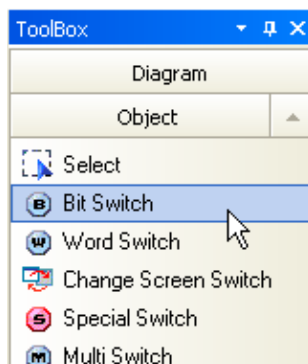 ToolBox
Diagram
Object
Select
B Bit Switch
W Word Switch
Change Screen Switch
S Special Switch
M Multi Switch